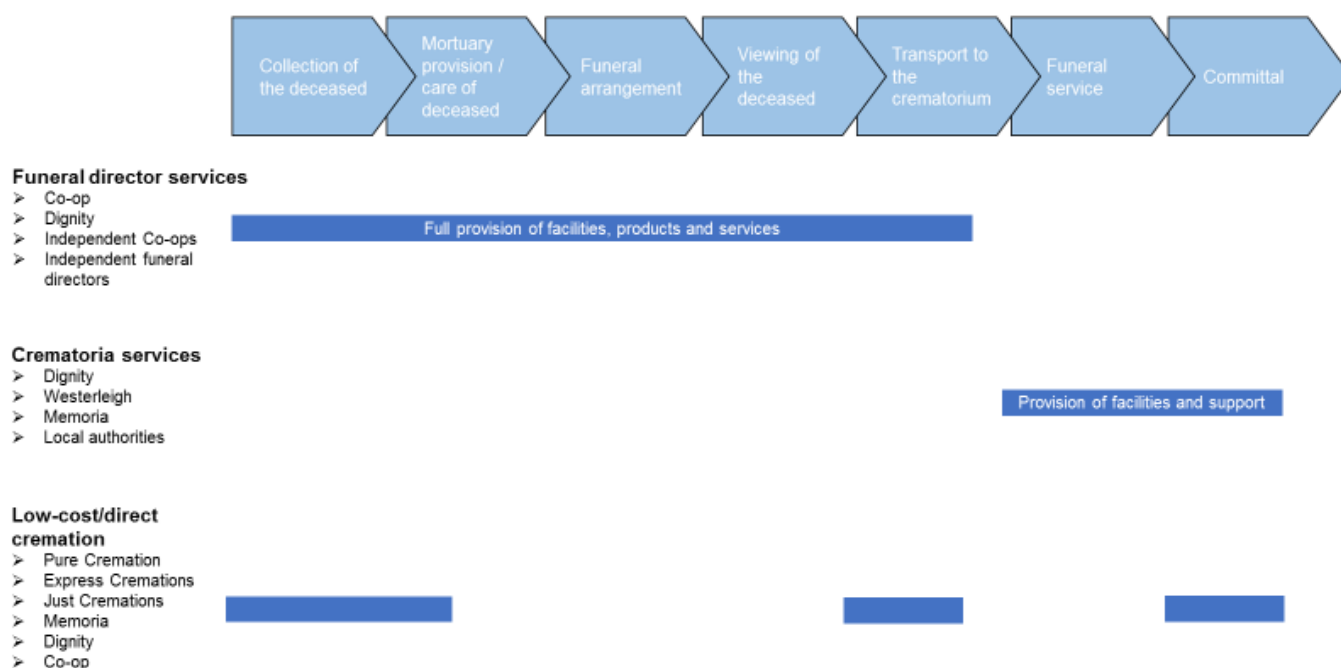 Collection of
the deceased
Mortuary
provision /
care of
deceased
Funeral
arrangement
Viewing of
the
deceased
Transport to
the
crematorium
Funeral
service
Committal
Funeral director services
➢ Co-op
➢ Dignity
➢ Independent Co-ops
➢ Independent funeral
directors
Full provision of facilities, products and services
Crematoria services
➢ Dignity
➢ Westerleigh
➢ Memoria
➢ Local authorities
Provision of facilities and support
Low-cost/direct
cremation
➢ Pure Cremation
➢ Express Cremations
➢ Just Cremations
➢ Memoria
➢ Dignity
➢ Co-op